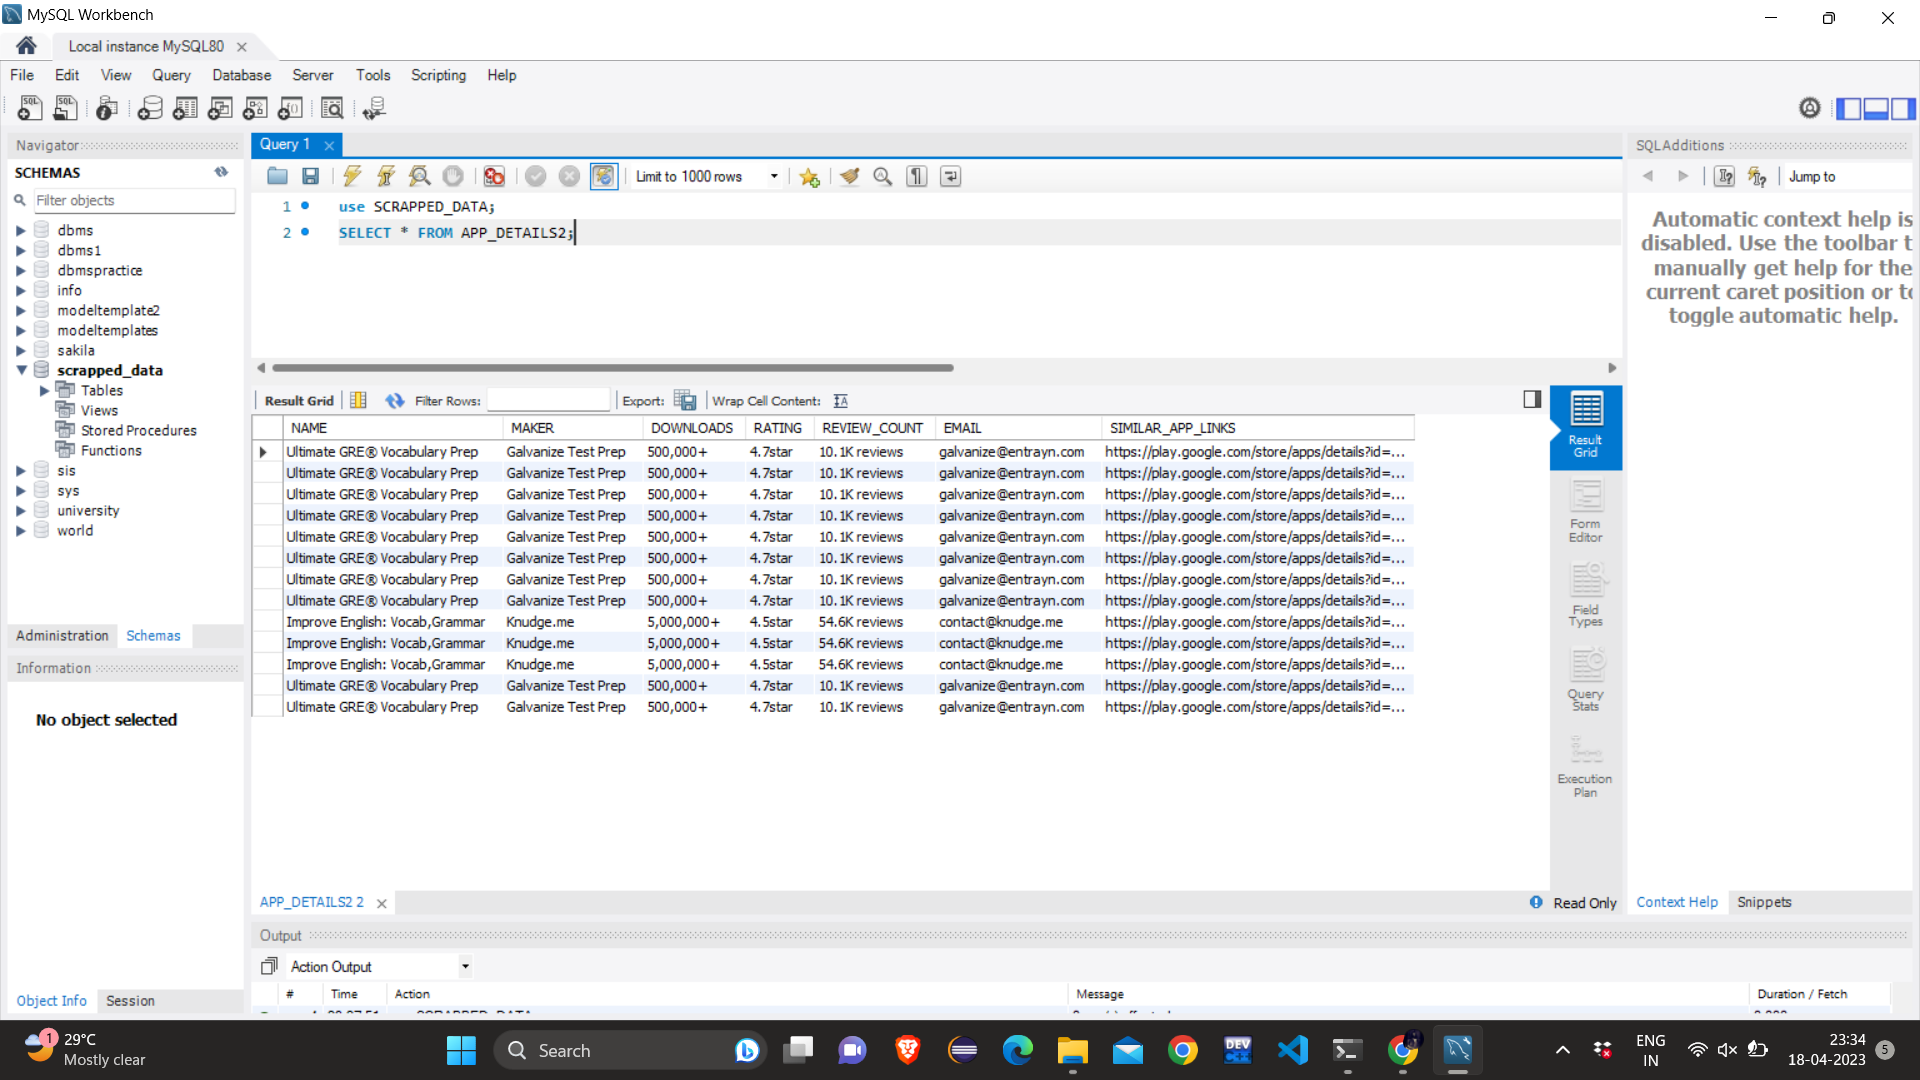 MySQL Workbench
Local instance MySQL80
File Edit View Query Database Server Tools Scripting Help
Navigator
SCHEMAS
Filter objects
dbms
dbms1
dbmspractice
info
modeltemplate2
modeltemplates
sakila
scrapped_data
Tables
Views
Stored Procedures
Functions
sis
sys
university
world
Administration Schemas
Information
No object selected
Object Info Session
Query 1
Limit to 1000 rows
1 use SCRAPPED_DATA;
2 SELECT * FROM APP_DETAILS2;
Result Grid Filter Rows: Export: Wrap Cell Content:
NAME MAKER DOWNLOADS RATING REVIEW_COUNT EMAIL SIMILAR_APP_LINKS
Ultimate GRE® Vocabulary Prep Galvanize Test Prep 500,000+ 4.7star 10.1K reviews galvanize@entrayn.com https://play.google.com/store/apps/details?id=...
Ultimate GRE® Vocabulary Prep Galvanize Test Prep 500,000+ 4.7star 10.1K reviews galvanize@entrayn.com https://play.google.com/store/apps/details?id=...
Ultimate GRE® Vocabulary Prep Galvanize Test Prep 500,000+ 4.7star 10.1K reviews galvanize@entrayn.com https://play.google.com/store/apps/details?id=...
Ultimate GRE® Vocabulary Prep Galvanize Test Prep 500,000+ 4.7star 10.1K reviews galvanize@entrayn.com https://play.google.com/store/apps/details?id=...
Ultimate GRE® Vocabulary Prep Galvanize Test Prep 500,000+ 4.7star 10.1K reviews galvanize@entrayn.com https://play.google.com/store/apps/details?id=...
Ultimate GRE® Vocabulary Prep Galvanize Test Prep 500,000+ 4.7star 10.1K reviews galvanize@entrayn.com https://play.google.com/store/apps/details?id=...
Ultimate GRE® Vocabulary Prep Galvanize Test Prep 500,000+ 4.7star 10.1K reviews galvanize@entrayn.com https://play.google.com/store/apps/details?id=...
Ultimate GRE® Vocabulary Prep Galvanize Test Prep 500,000+ 4.7star 10.1K reviews galvanize@entrayn.com https://play.google.com/store/apps/details?id=...
Improve English: Vocab,Grammar Knudge.me 5,000,000+ 4.5star 54.6K reviews contact@knudge.me https://play.google.com/store/apps/details?id=...
Improve English: Vocab,Grammar Knudge.me 5,000,000+ 4.5star 54.6K reviews contact@knudge.me https://play.google.com/store/apps/details?id=...
Improve English: Vocab,Grammar Knudge.me 5,000,000+ 4.5star 54.6K reviews contact@knudge.me https://play.google.com/store/apps/details?id=...
Ultimate GRE® Vocabulary Prep Galvanize Test Prep 500,000+ 4.7star 10.1K reviews galvanize@entrayn.com https://play.google.com/store/apps/details?id=...
Ultimate GRE® Vocabulary Prep Galvanize Test Prep 500,000+ 4.7star 10.1K reviews galvanize@entrayn.com https://play.google.com/store/apps/details?id=...
Result
Grid
Form
Editor
Field
Types
Query
Stats
Execution
Plan
APP_DETAILS2 2
Read Only
SQLAdditions
Jump to
Automatic context help is
disabled. Use the toolbar t
manually get help for the
current caret position or to
toggle automatic help.
Context Help Snippets
Output
Action Output
# Time Action Message Duration / Fetch
1
29°C
Mostly clear
Search
DEV
C++
ENG
IN
23:34
18-04-2023
5